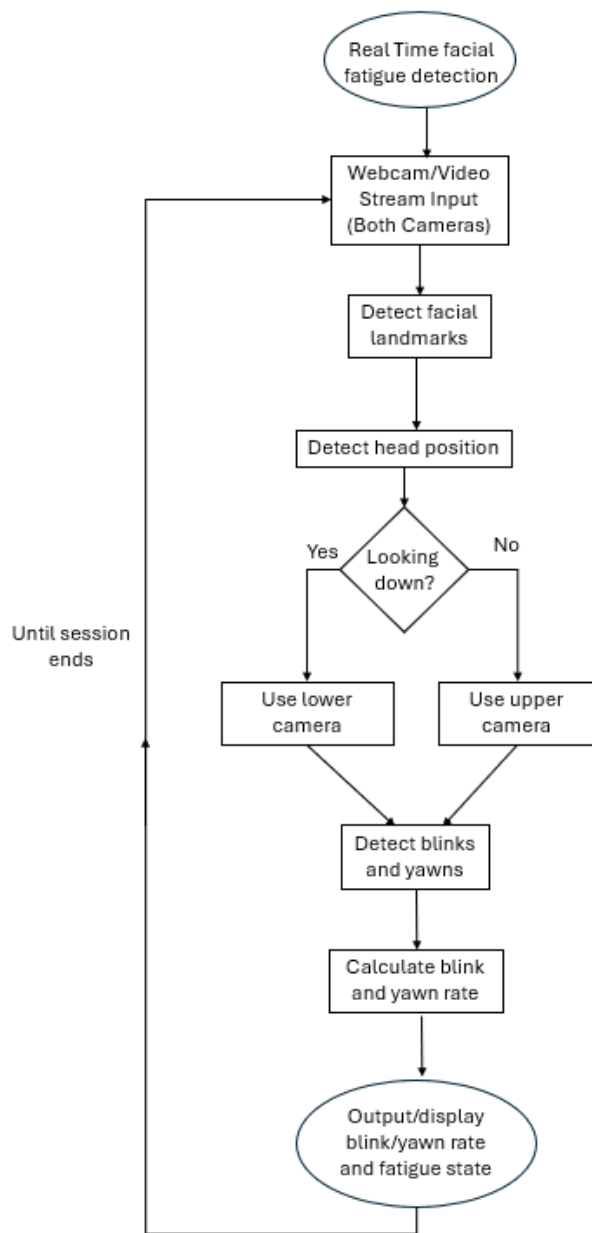 Real Time facial
fatigue detection
Webcam/Video
Stream Input
(Both Cameras)
Detect facial
landmarks
Detect head position
Looking
down?
Yes
No
Until session
ends
Use lower
camera
Use upper
camera
Detect blinks
and yawns
Calculate blink
and yawn rate
Output/display
blink/yawn rate
and fatigue state